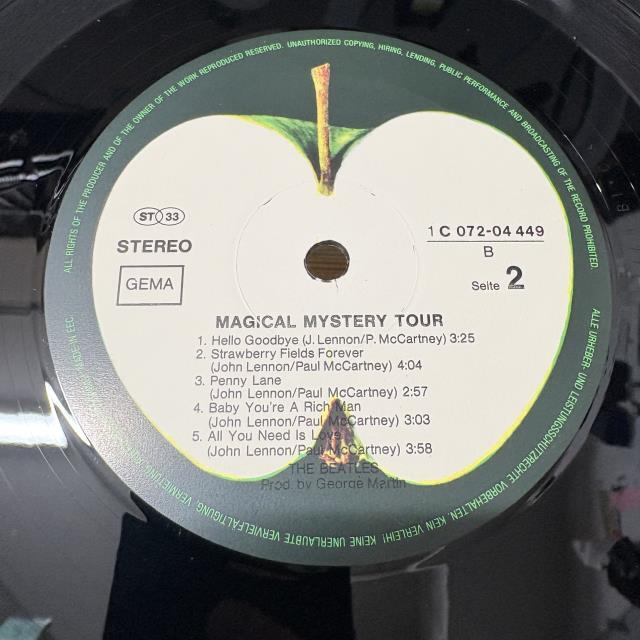 ALL RIGHTS OF THE PRODUCER AND OF THE OWNER OF THE WORK REPRODUCED RESERVED. UNAUTHORIZED COPYING, HIRING, LENDING, PUBLIC PERFORMANCE AND BROADCASTING OF THE RECORD PROHIBITED.
ST 33
STEREO
GEMA
1 C 072-04 449
B
Seite 2
MAGICAL MYSTERY TOUR
1. Hello Goodbye (J. Lennon/P. McCartney) 3:25
2. Strawberry Fields Forever
(John Lennon/Paul McCartney) 4:04
3. Penny Lane
(John Lennon/Paul McCartney) 2:57
4. Baby You're A Rich Man
(John Lennon/Paul McCartney) 3:03
5. All You Need Is Love
(John Lennon/Paul McCartney) 3:58
THE BEATLES
Prod. by George Martin
ALLE URHEBER- UND LEISTUNGSSCHUTZRECHTE VORBEHALTEN KEIN VERLEIH! KEINE UNERLAUBTE VERVIELFÄLTIGUNG, VERMIETUNG,
MADE IN EEC.